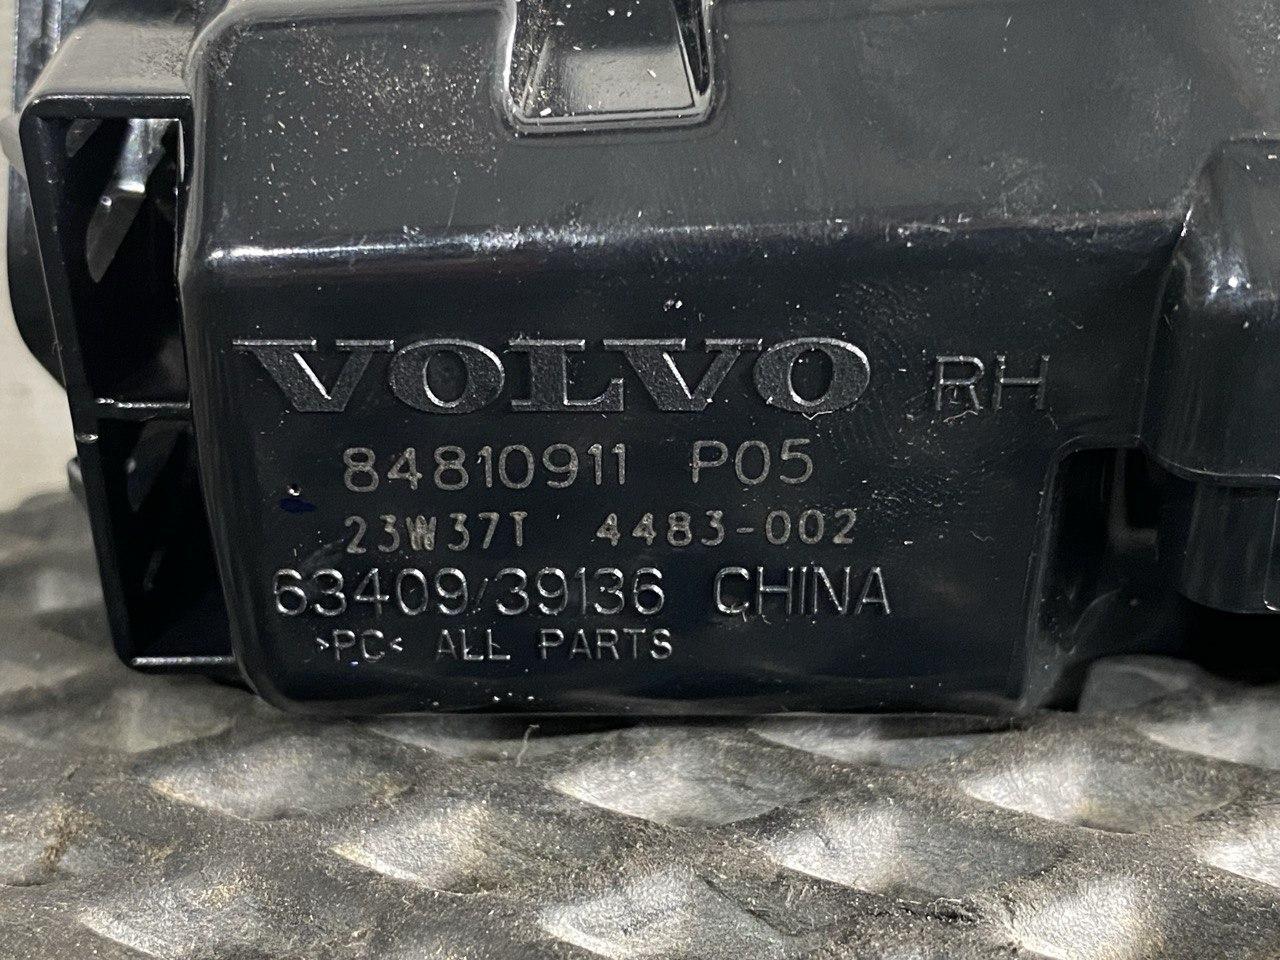 VOLVO RH
84810911 P05
23W37T 4483-002
63409/39136 CHINA
>PC< ALL PARTS